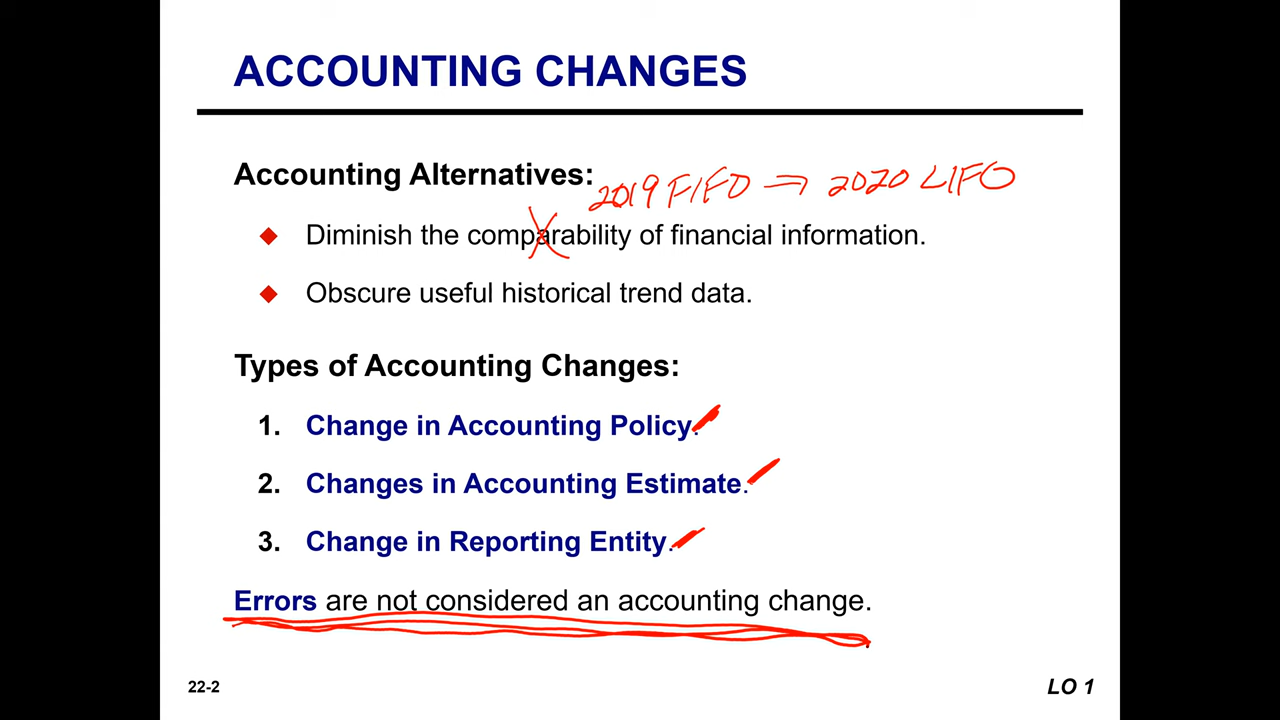 ACCOUNTING CHANGES
Accounting Alternatives: 2019 FIFO ⇒ 2020 LIFO
◆ Diminish the comparability of financial information.
◆ Obscure useful historical trend data.
Types of Accounting Changes:
1. Change in Accounting Policy.
2. Changes in Accounting Estimate.
3. Change in Reporting Entity.
Errors are not considered an accounting change.
22-2
LO 1